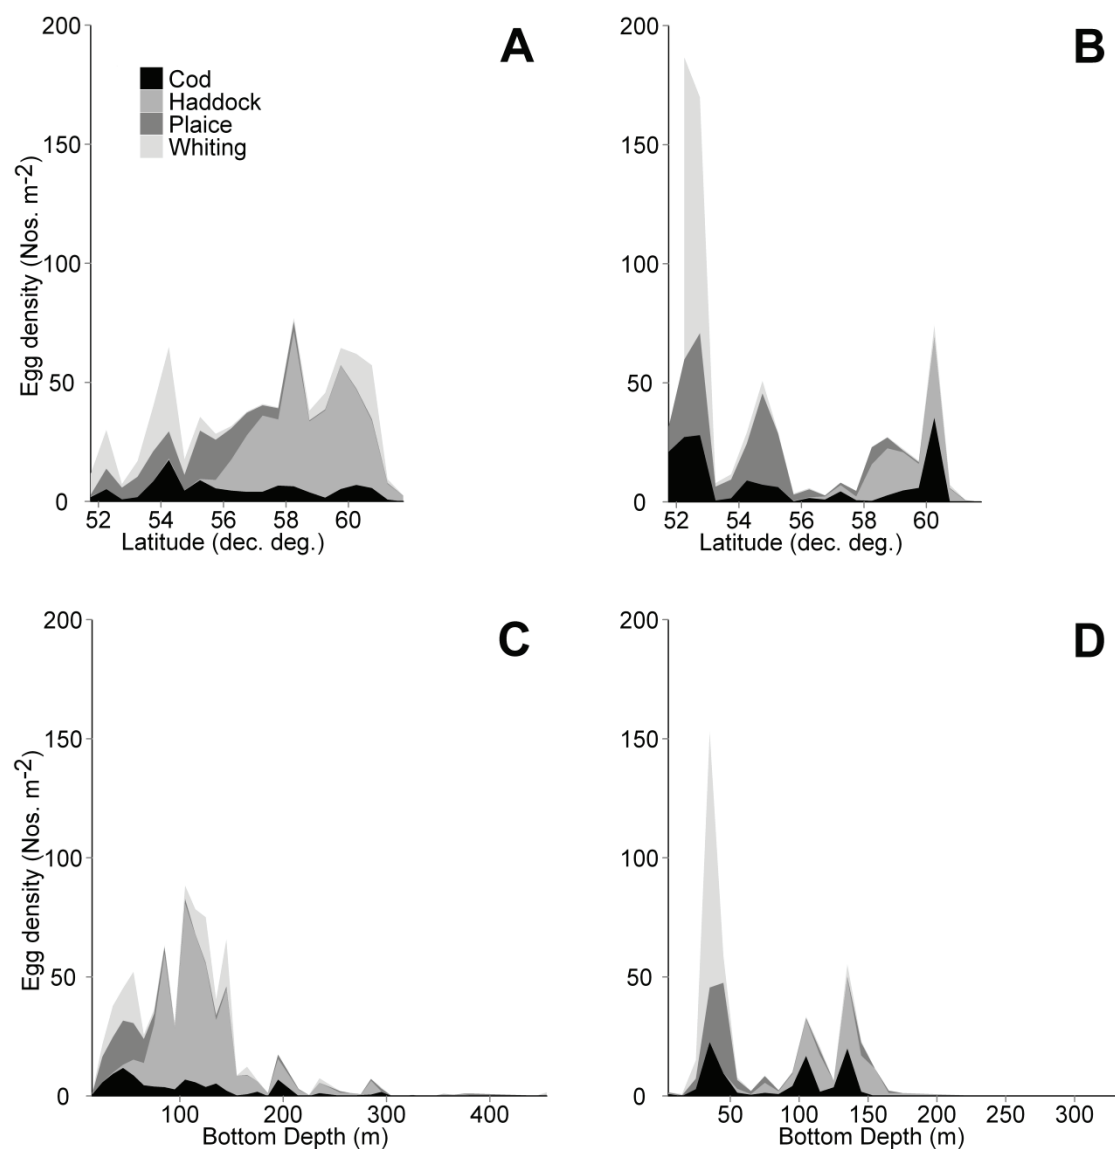 A
200
150
100
50
0
Egg density (Nos. m-2)
Cod
Haddock
Plaice
Whiting
52 54 56 58 60
Latitude (dec. deg.)
B
200
150
100
50
0
52 54 56 58 60
Latitude (dec. deg.)
C
200
150
100
50
0
Egg density (Nos. m-2)
100 200 300 400
Bottom Depth (m)
D
200
150
100
50
0
50 100 150 200 250 300
Bottom Depth (m)